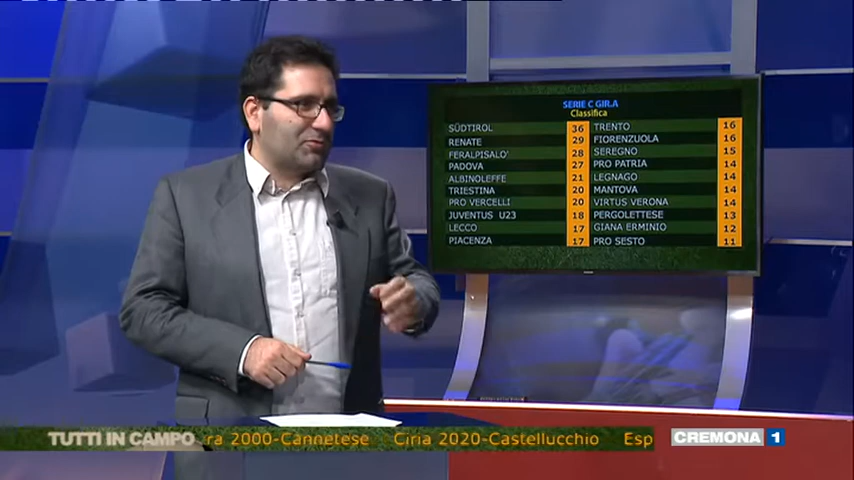 SERIE C GIR.A
Classifica
SÜDTIROL 36
RENATE 29
FERALPISALO' 28
PADOVA 27
ALBINOLEFFE 21
TRIESTINA 20
PRO VERCELLI 20
JUVENTUS U23 18
LECCO 17
PIACENZA 17
TRENTO 16
FIORENZUOLA 16
SEREGNO 15
PRO PATRIA 14
LEGNAGO 14
MANTOVA 14
VIRTUS VERONA 14
PERGOLETTESE 13
GIANA ERMINIO 12
PRO SESTO 11
TUTTI IN CAMPO
ra 2000-Cannetese Ciria 2020-Castellucchio Esp
CREMONA 1